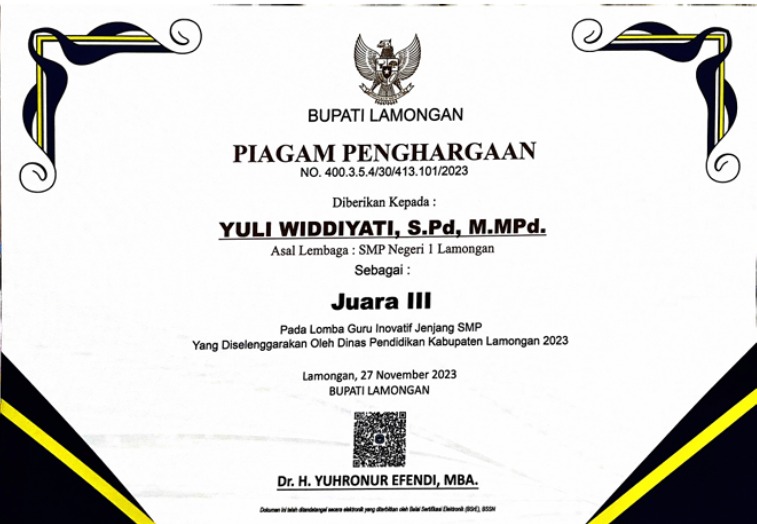 BUPATI LAMONGAN
PIAGAM PENGHARGAAN
NO. 400.3.5.4/30/413.101/2023
Diberikan Kepada :
YULI WIDDIYATI, S.Pd, M.MPd.
Asal Lembaga : SMP Negeri 1 Lamongan
Sebagai :
Juara III
Pada Lomba Guru Inovatif Jenjang SMP
Yang Diselenggarakan Oleh Dinas Pendidikan Kabupaten Lamongan 2023
Lamongan, 27 November 2023
BUPATI LAMONGAN
Dr. H. YUHRONUR EFENDI, MBA.
Dokumen ini telah ditandatangai secara elektronik yang diterbitkan oleh Balai Sertifikasi Elektronik (BSrE), BSSN